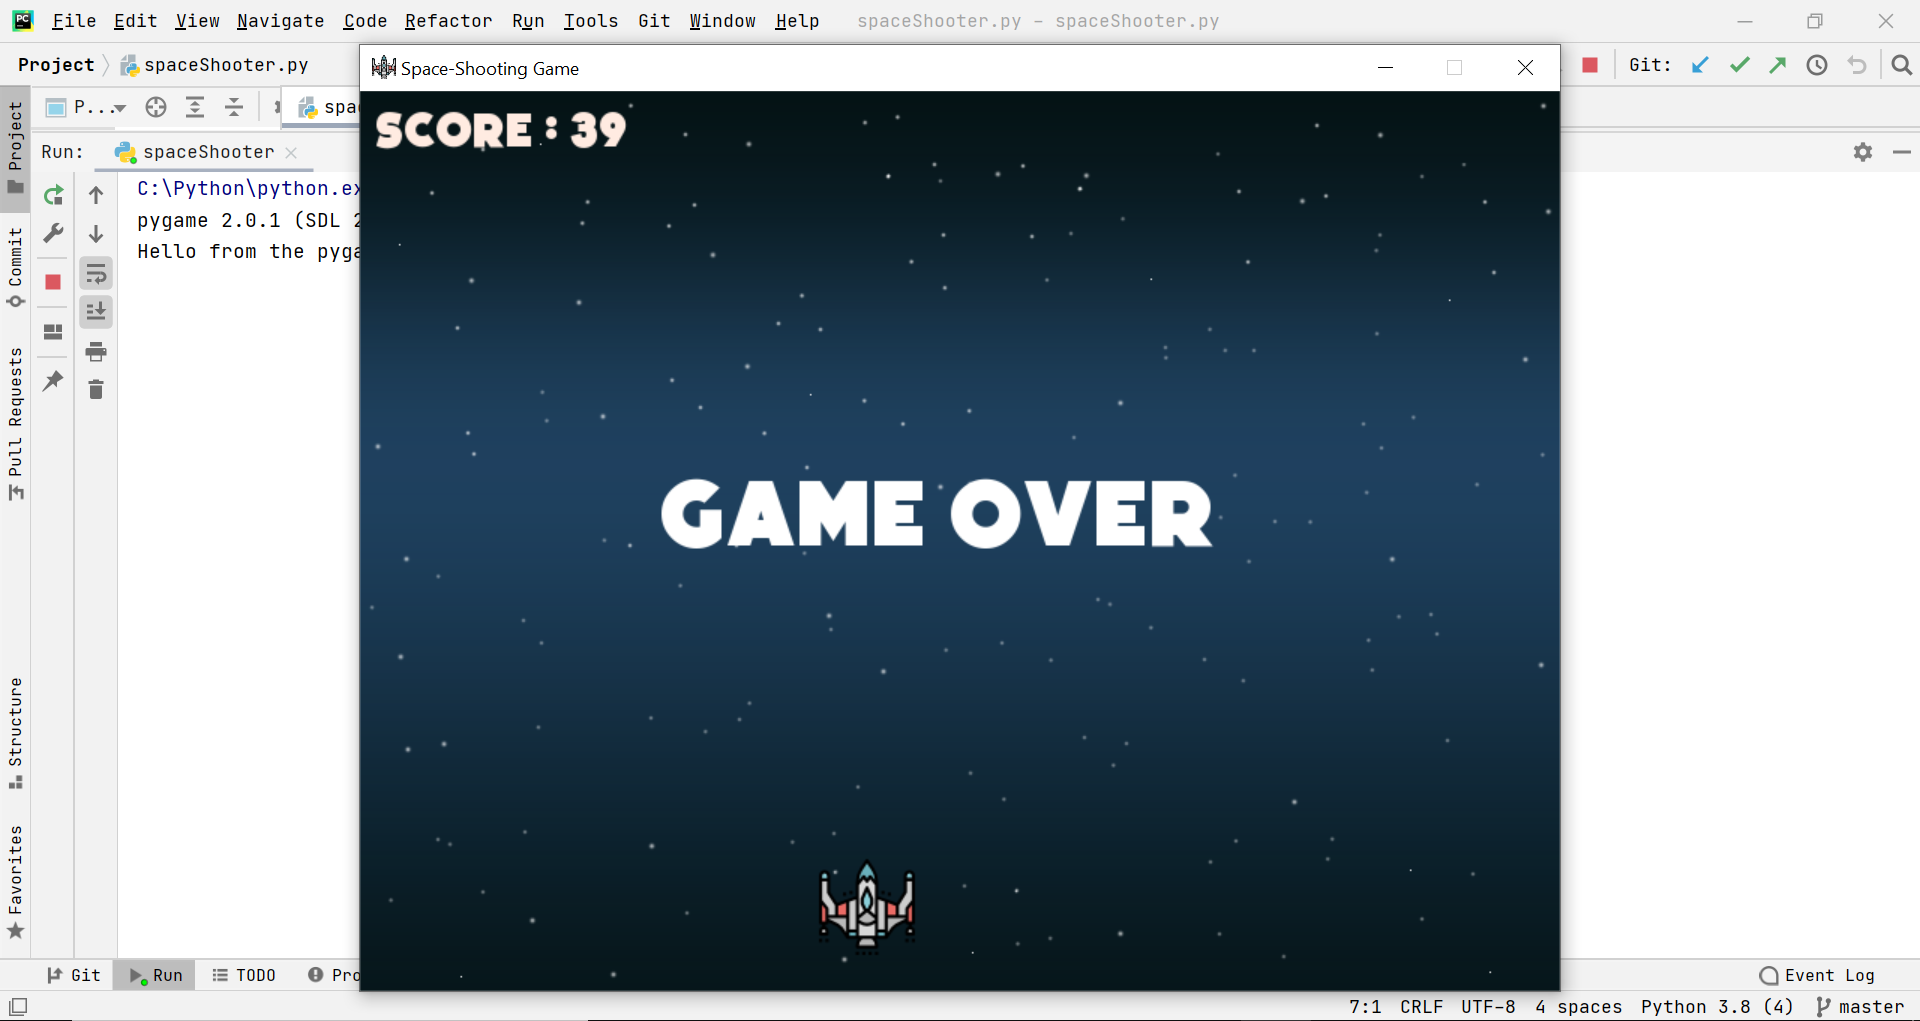 File Edit View Navigate Code Refactor Run Tools Git Window Help spaceShooter.py - spaceShooter.py
Project spaceShooter.py
Space-Shooting Game
Git:
P...
spa
Run: spaceShooter
SCORE : 39
C:\Python\python.ex
pygame 2.0.1 (SDL 2
Hello from the pyga
Project
Commit
Pull Requests
Structure
Favorites
GAME OVER
Git Run TODO Pro
Event Log
7:1 CRLF UTF-8 4 spaces Python 3.8 (4) master